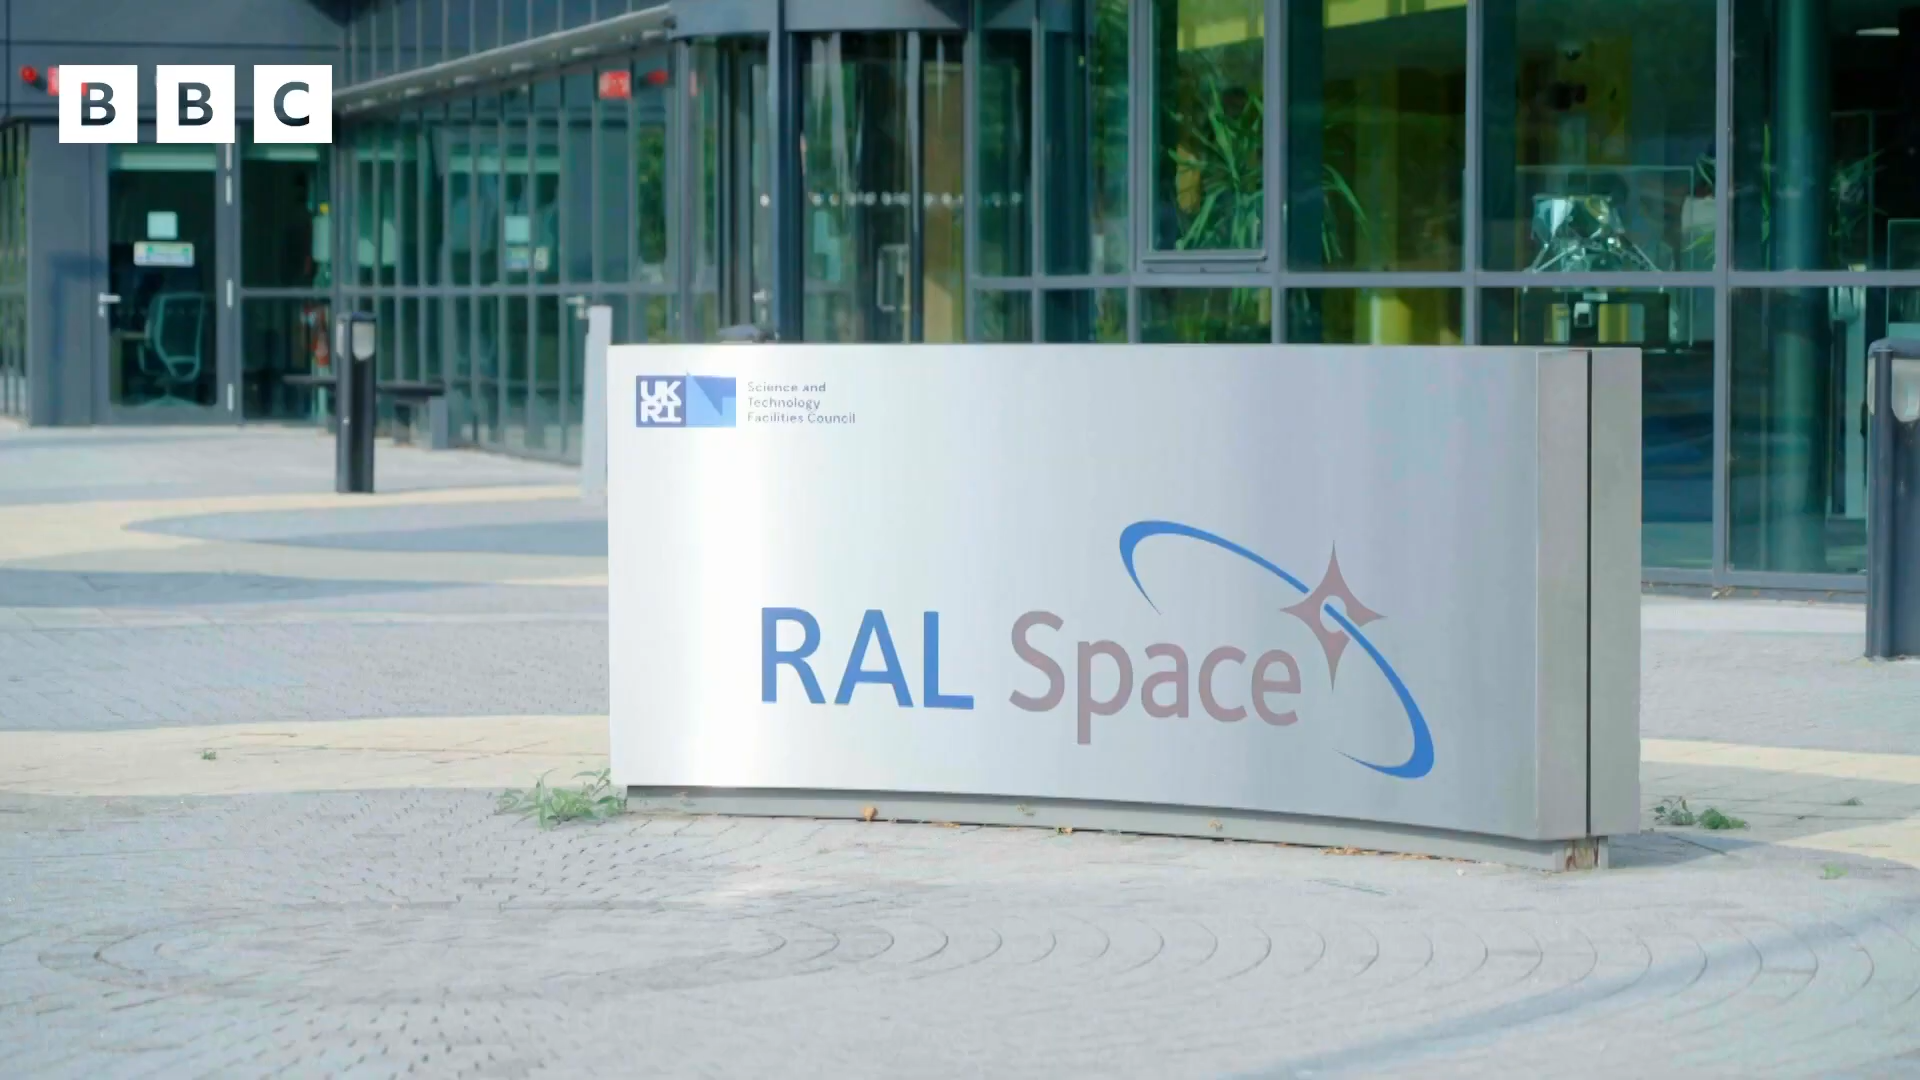 BBC
UK
RI
Science and
Technology
Facilities Council
RAL Space